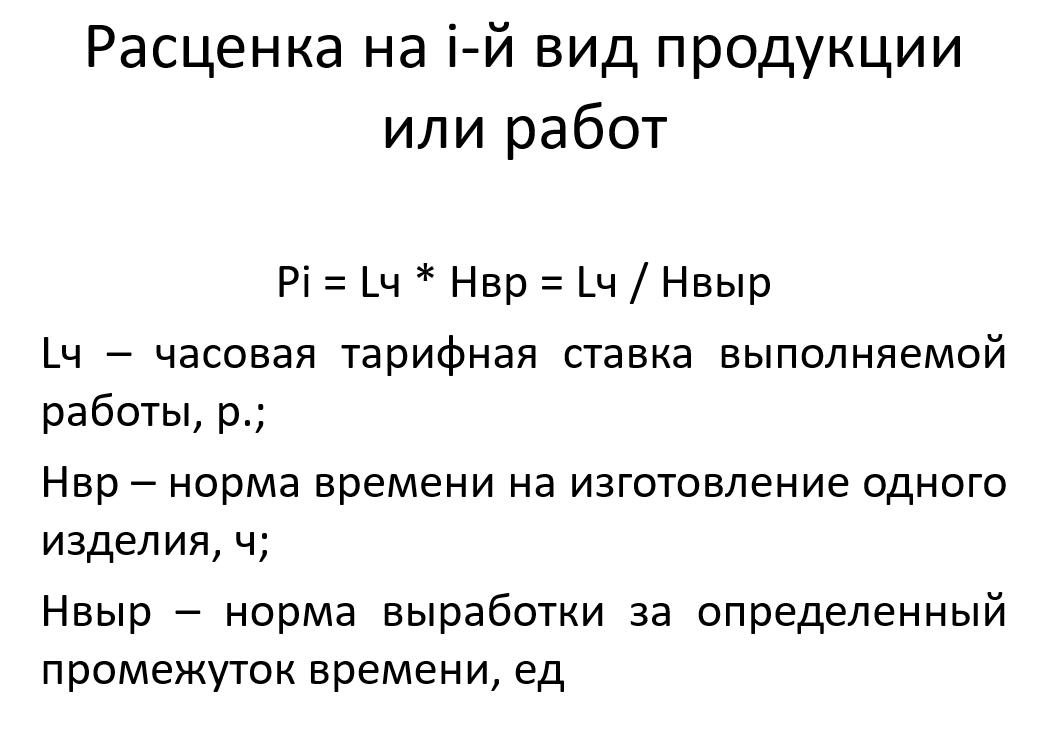 Расценка на i-й вид продукции
или работ
Pi = Lч * Нвр = Lч / Нвыр
Lч – часовая тарифная ставка выполняемой
работы, р.;
Нвр – норма времени на изготовление одного
изделия, ч;
Нвыр – норма выработки за определенный
промежуток времени, ед